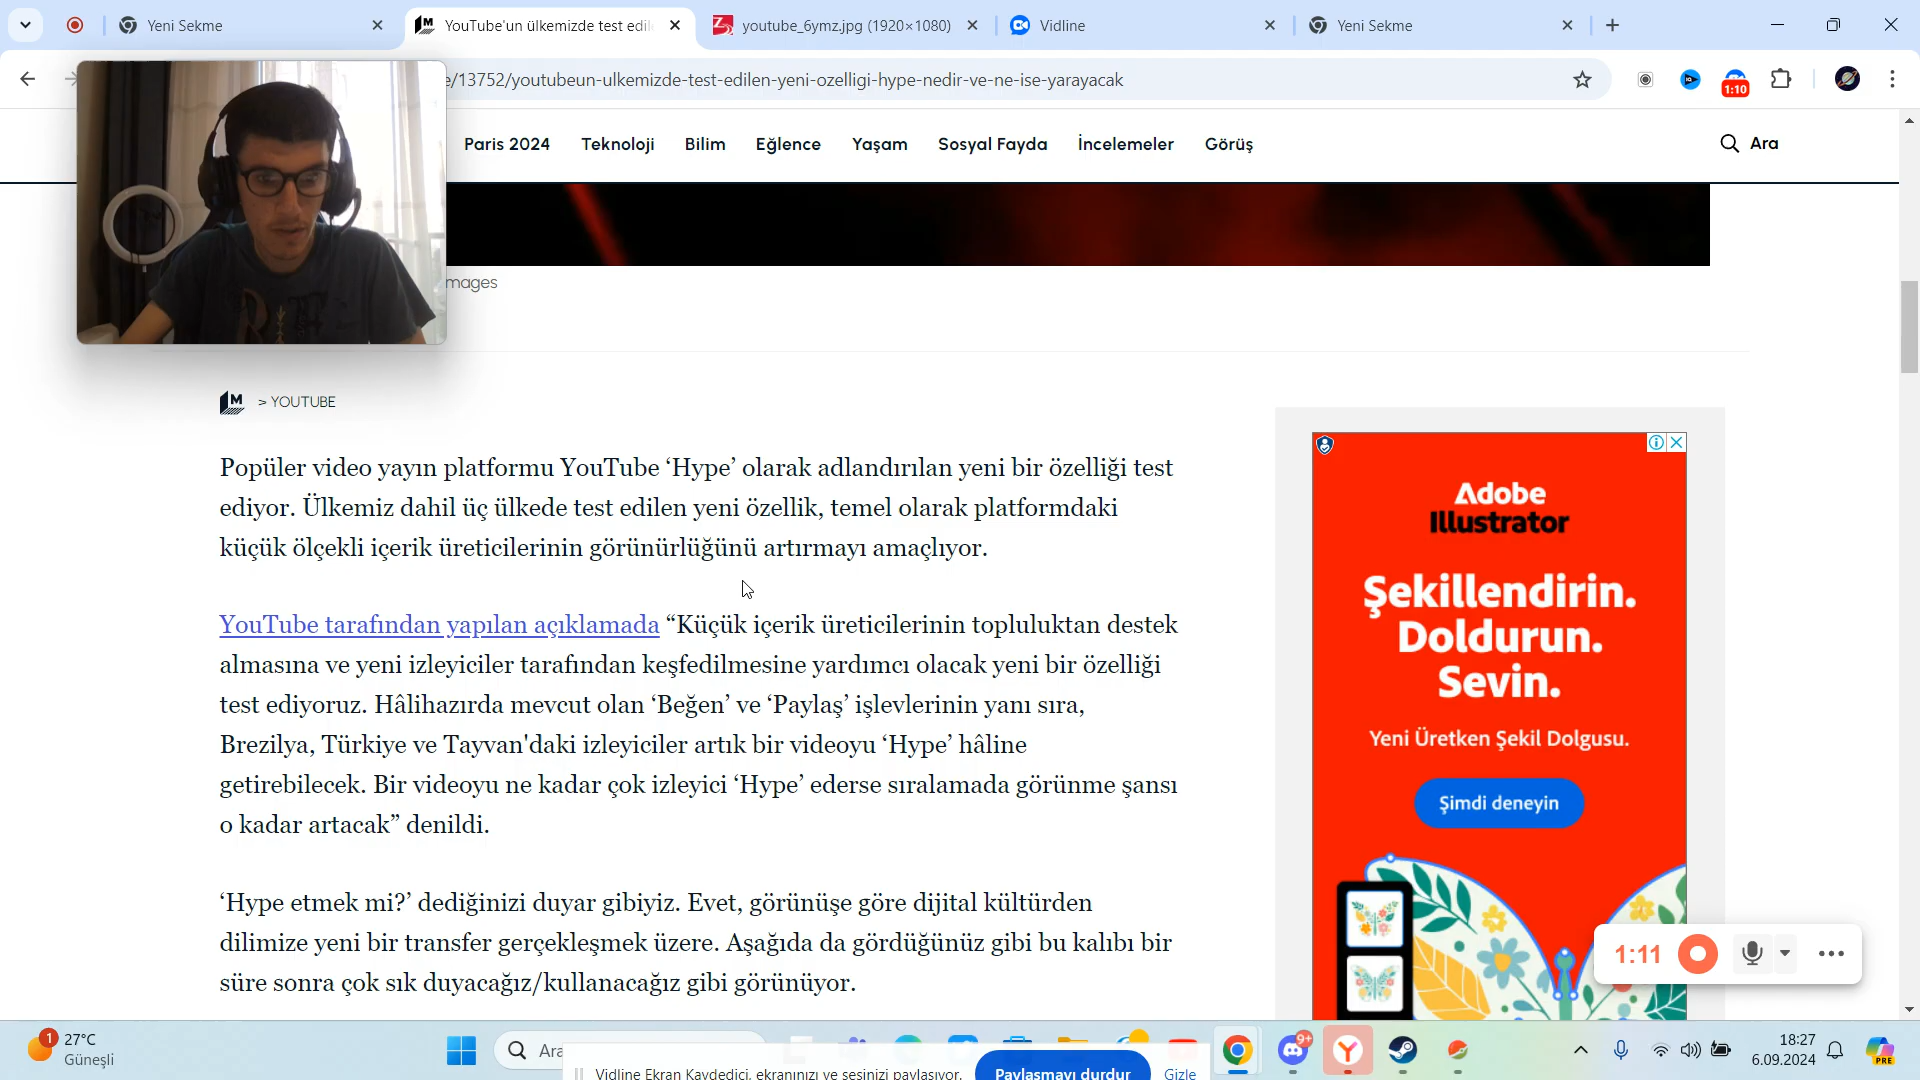 Yeni Sekme
YouTube'un ülkemizde test edil
youtube_6ymz.jpg (1920×1080)
Vidline
Yeni Sekme
e/13752/youtubeun-ulkemizde-test-edilen-yeni-ozelligi-hype-nedir-ve-ne-ise-yarayacak
1:10
Paris 2024 Teknoloji Bilim Eğlence Yaşam Sosyal Fayda İncelemeler Görüş
Ara
mages
M > YOUTUBE
Popüler video yayın platformu YouTube ‘Hype’ olarak adlandırılan yeni bir özelliği test
ediyor. Ülkemiz dahil üç ülkede test edilen yeni özellik, temel olarak platformdaki
küçük ölçekli içerik üreticilerinin görünürlüğünü artırmayı amaçlıyor.
YouTube tarafından yapılan açıklamada “Küçük içerik üreticilerinin topluluktan destek
almasına ve yeni izleyiciler tarafından keşfedilmesine yardımcı olacak yeni bir özelliği
test ediyoruz. Hâlihazırda mevcut olan ‘Beğen’ ve ‘Paylaş’ işlevlerinin yanı sıra,
Brezilya, Türkiye ve Tayvan'daki izleyiciler artık bir videoyu ‘Hype’ hâline
getirebilecek. Bir videoyu ne kadar çok izleyici ‘Hype’ ederse sıralamada görünme şansı
o kadar artacak” denildi.
‘Hype etmek mi?’ dediğinizi duyar gibiyiz. Evet, görünüşe göre dijital kültürden
dilimize yeni bir transfer gerçekleşmek üzere. Aşağıda da gördüğünüz gibi bu kalıbı bir
süre sonra çok sık duyacağız/kullanacağız gibi görünüyor.
Adobe
Illustrator
Şekillendirin.
Doldurun.
Sevin.
Yeni Üretken Şekil Dolgusu.
Şimdi deneyin
1:11
1
27°C
Güneşli
Ara
Vidline Ekran Kaydedici, ekranınızı ve sesinizi paylaşıyor.
Paylaşmayı durdur
Gizle
9+
18:27
6.09.2024
PRE